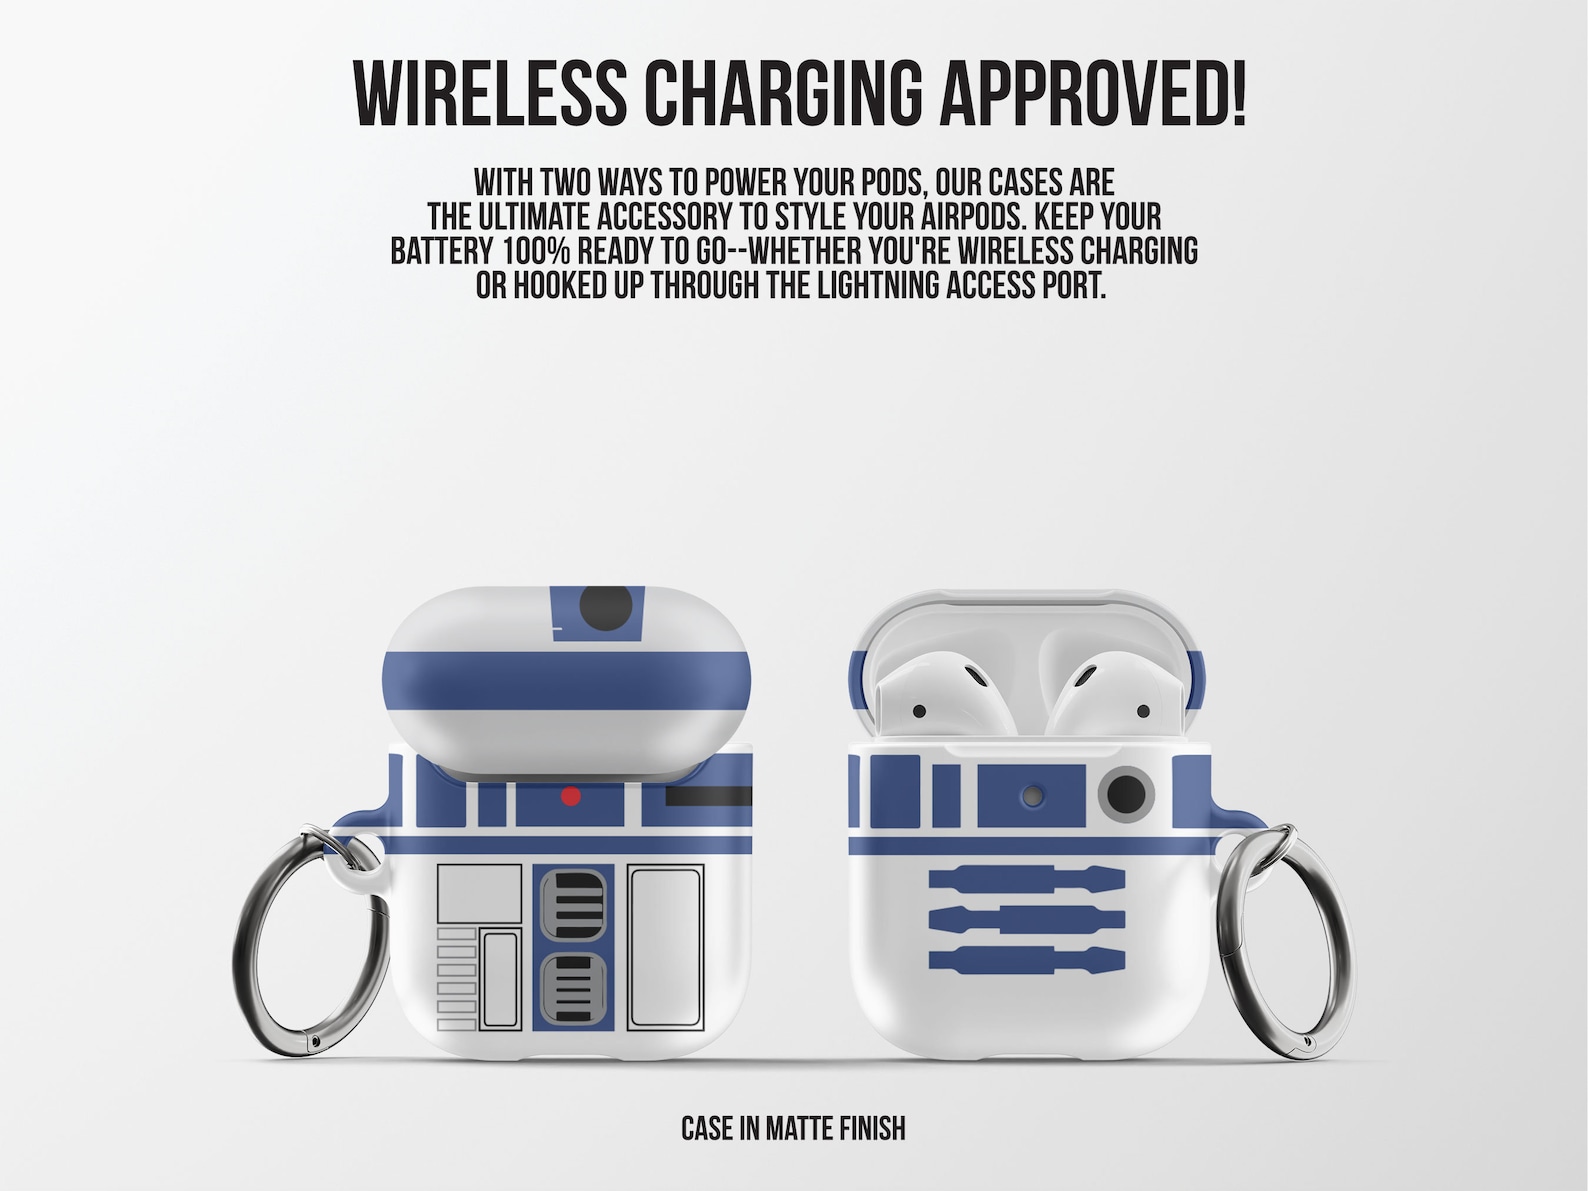 WIRELESS CHARGING APPROVED!
WITH TWO WAYS TO POWER YOUR PODS, OUR CASES ARE
THE ULTIMATE ACCESSORY TO STYLE YOUR AIRPODS. KEEP YOUR
BATTERY 100% READY TO GO--WHETHER YOU'RE WIRELESS CHARGING
OR HOOKED UP THROUGH THE LIGHTNING ACCESS PORT.
CASE IN MATTE FINISH